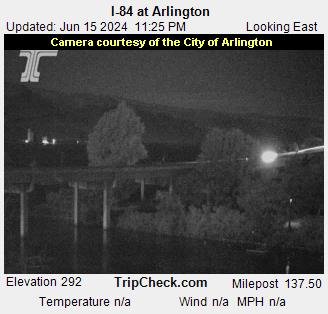 I-84 at Arlington
Updated: Jun 15 2024 11:25 PM Looking East
Camera courtesy of the City of Arlington
Elevation 292 TripCheck.com Milepost 137.50
Temperature n/a Wind n/a MPH n/a